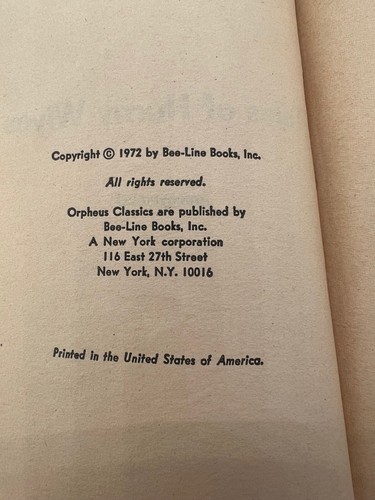 Copyright © 1972 by Bee-Line Books, Inc.
All rights reserved.
Orpheus Classics are published by
Bee-Line Books, Inc.
A New York corporation
116 East 27th Street
New York, N.Y. 10016
Printed in the United States of America.